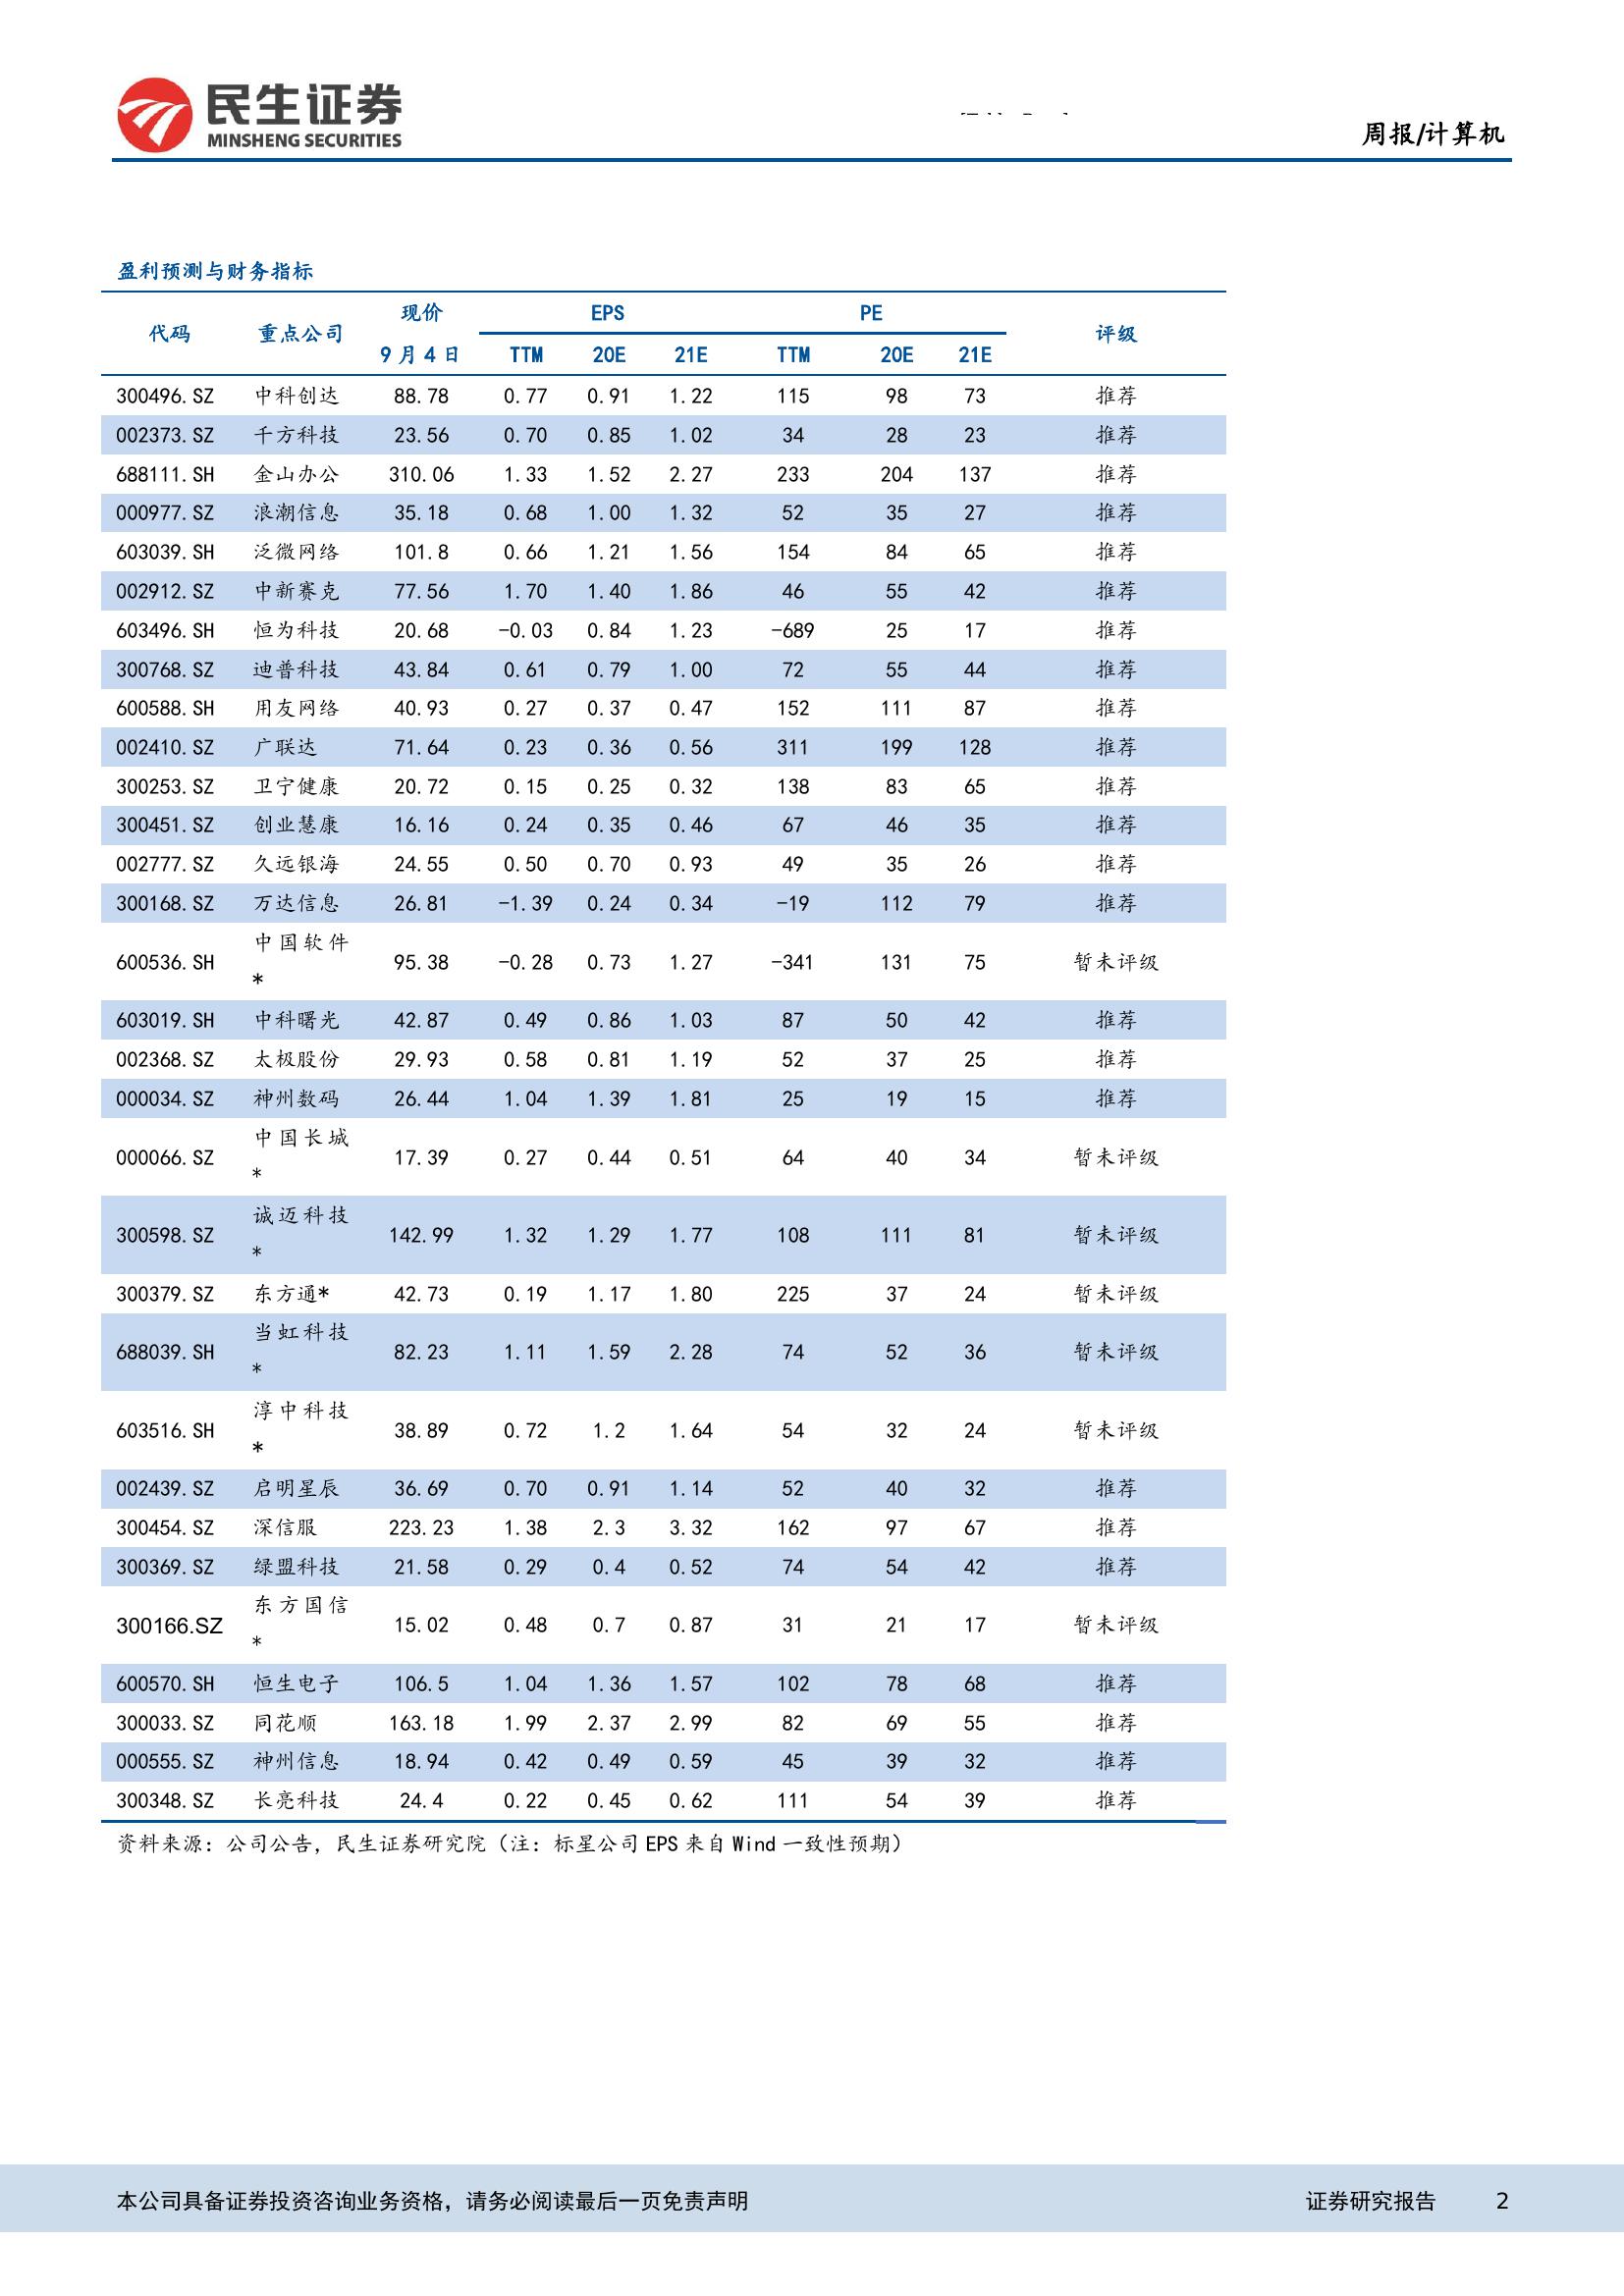 民生证券
MINSHENG SECURITIES
周报/计算机
盈利预测与财务指标
代码 重点公司 现价 EPS PE 评级
9月4日 TTM 20E 21E TTM 20E 21E
300496.SZ 中科创达 88.78 0.77 0.91 1.22 115 98 73 推荐
002373.SZ 千方科技 23.56 0.70 0.85 1.02 34 28 23 推荐
688111.SH 金山办公 310.06 1.33 1.52 2.27 233 204 137 推荐
000977.SZ 浪潮信息 35.18 0.68 1.00 1.32 52 35 27 推荐
603039.SH 泛微网络 101.8 0.66 1.21 1.56 154 84 65 推荐
002912.SZ 中新赛克 77.56 1.70 1.40 1.86 46 55 42 推荐
603496.SH 恒为科技 20.68 -0.03 0.84 1.23 -689 25 17 推荐
300768.SZ 迪普科技 43.84 0.61 0.79 1.00 72 55 44 推荐
600588.SH 用友网络 40.93 0.27 0.37 0.47 152 111 87 推荐
002410.SZ 广联达 71.64 0.23 0.36 0.56 311 199 128 推荐
300253.SZ 卫宁健康 20.72 0.15 0.25 0.32 138 83 65 推荐
300451.SZ 创业慧康 16.16 0.24 0.35 0.46 67 46 35 推荐
002777.SZ 久远银海 24.55 0.50 0.70 0.93 49 35 26 推荐
300168.SZ 万达信息 26.81 -1.39 0.24 0.34 -19 112 79 推荐
600536.SH 中国软件* 95.38 -0.28 0.73 1.27 -341 131 75 暂未评级
603019.SH 中科曙光 42.87 0.49 0.86 1.03 87 50 42 推荐
002368.SZ 太极股份 29.93 0.58 0.81 1.19 52 37 25 推荐
000034.SZ 神州数码 26.44 1.04 1.39 1.81 25 19 15 推荐
000066.SZ 中国长城* 17.39 0.27 0.44 0.51 64 40 34 暂未评级
300598.SZ 诚迈科技* 142.99 1.32 1.29 1.77 108 111 81 暂未评级
300379.SZ 东方通* 42.73 0.19 1.17 1.80 225 37 24 暂未评级
688039.SH 当虹科技* 82.23 1.11 1.59 2.28 74 52 36 暂未评级
603516.SH 淳中科技* 38.89 0.72 1.2 1.64 54 32 24 暂未评级
002439.SZ 启明星辰 36.69 0.70 0.91 1.14 52 40 32 推荐
300454.SZ 深信服 223.23 1.38 2.3 3.32 162 97 67 推荐
300369.SZ 绿盟科技 21.58 0.29 0.4 0.52 74 54 42 推荐
300166.SZ 东方国信* 15.02 0.48 0.7 0.87 31 21 17 暂未评级
600570.SH 恒生电子 106.5 1.04 1.36 1.57 102 78 68 推荐
300033.SZ 同花顺 163.18 1.99 2.37 2.99 82 69 55 推荐
000555.SZ 神州信息 18.94 0.42 0.49 0.59 45 39 32 推荐
300348.SZ 长亮科技 24.4 0.22 0.45 0.62 111 54 39 推荐
资料来源：公司公告，民生证券研究院（注：标星公司EPS来自Wind一致性预期）
本公司具备证券投资咨询业务资格，请务必阅读最后一页免责声明 证券研究报告 2